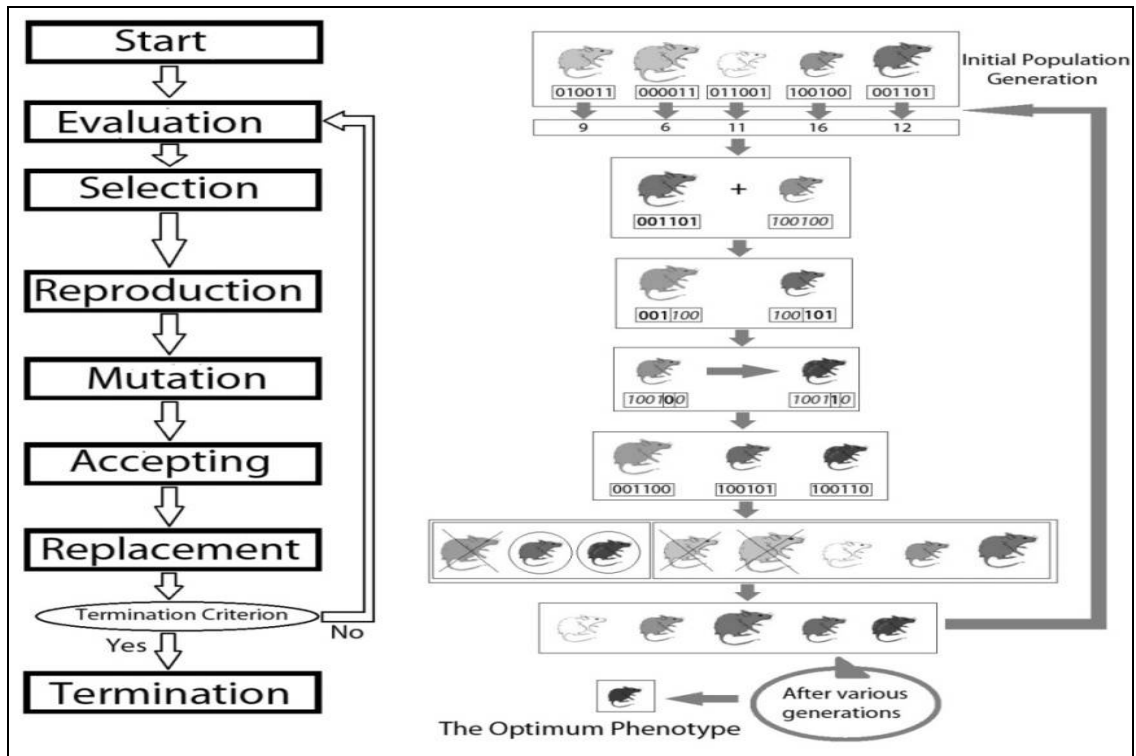 Start
Evaluation
Selection
Reproduction
Mutation
Accepting
Replacement
Termination Criterion
No
Yes
Termination
Initial Population
Generation
010011 000011 011001 100100 001101
9 6 11 16 12
+
001101 100100
001100 100101
100100 100110
001100 100101 100110
After various
generations
The Optimum Phenotype